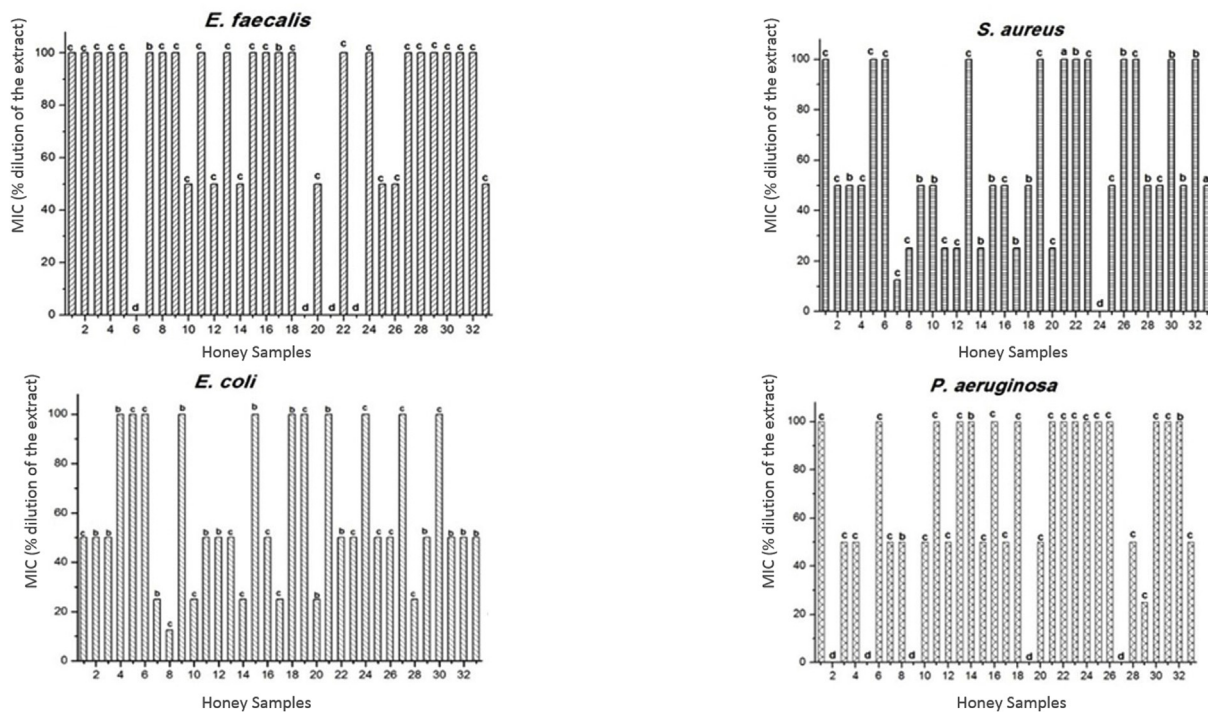 E. faecalis
MIC (% dilution of the extract)
c c c c c b c c c c c c b c c c c c c c c c
100
80
60
c c c c c c c
40
20
d d d d
0
2 4 6 8 10 12 14 16 18 20 22 24 26 28 30 32
Honey Samples
S. aureus
MIC (% dilution of the extract)
c c c c c a b c b c b b
100
80
60
c b c b b b c b c b c b a
40
c c c b b c
20
c
d
0
2 4 6 8 10 12 14 16 18 20 22 24 26 28 30 32
Honey Samples
E. coli
MIC (% dilution of the extract)
b c c b b b c b c c c
100
80
60
c b b b b c c b c c c b b b b
40
b c c c b c
20
c
0
2 4 6 8 10 12 14 16 18 20 22 24 26 28 30 32
Honey Samples
P. aeruginosa
MIC (% dilution of the extract)
c c c c b c c c c c c c c c c b
100
80
60
c c c b c c c c c c c
40
c
20
d d d d d
0
2 4 6 8 10 12 14 16 18 20 22 24 26 28 30 32
Honey Samples